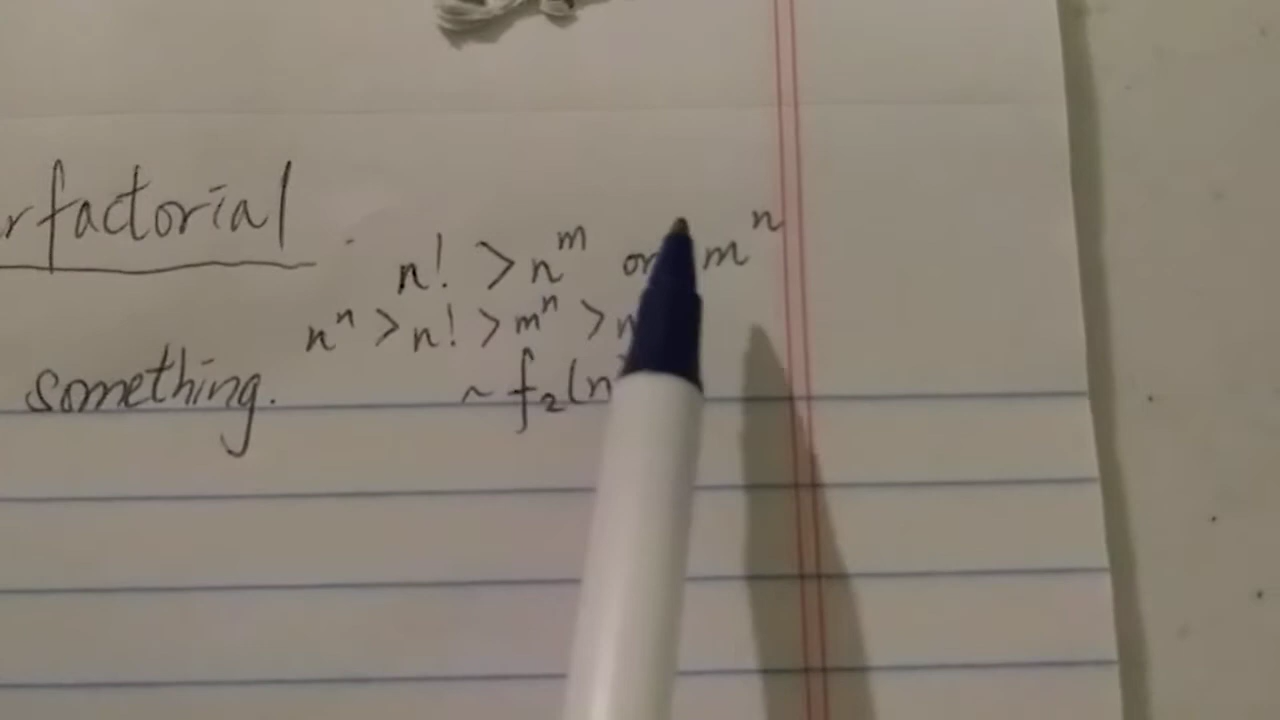 rfactorial
n! > n^m or m^n
n^n > n! > m^n >
something.
~ f₂(n